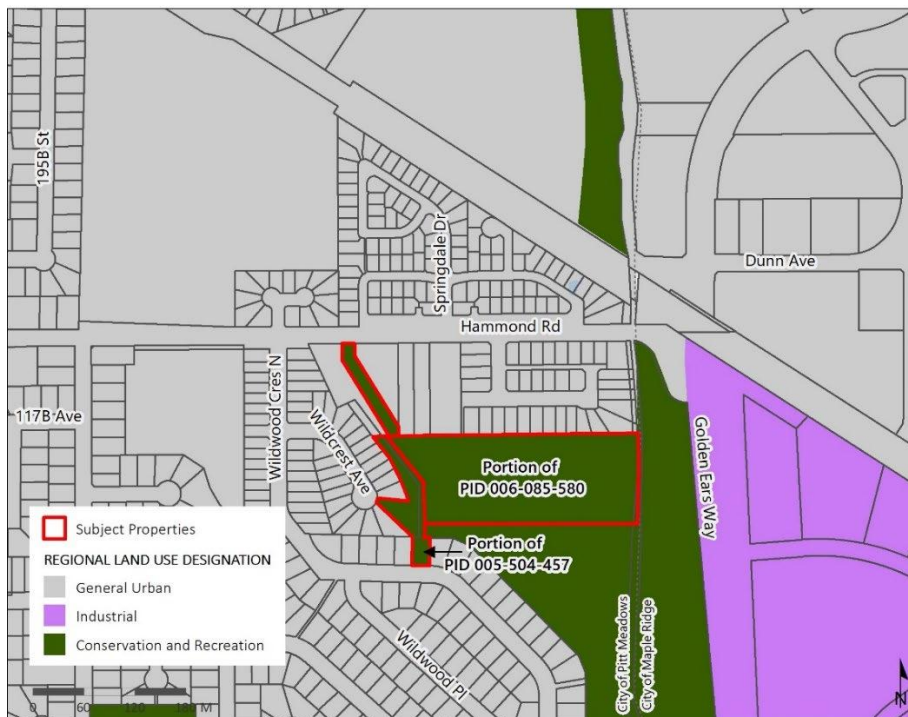 195B St
Springdale Dr
Dunn Ave
Hammond Rd
117B Ave
Wildwood Cres N
Wildcrest Ave
Golden Ears Way
Portion of
PID 006-085-580
Portion of
PID 005-504-457
Wildwood Pl
City of Pitt Meadows
City of Maple Ridge
Subject Properties
REGIONAL LAND USE DESIGNATION
General Urban
Industrial
Conservation and Recreation
0 60 120 180 M
N